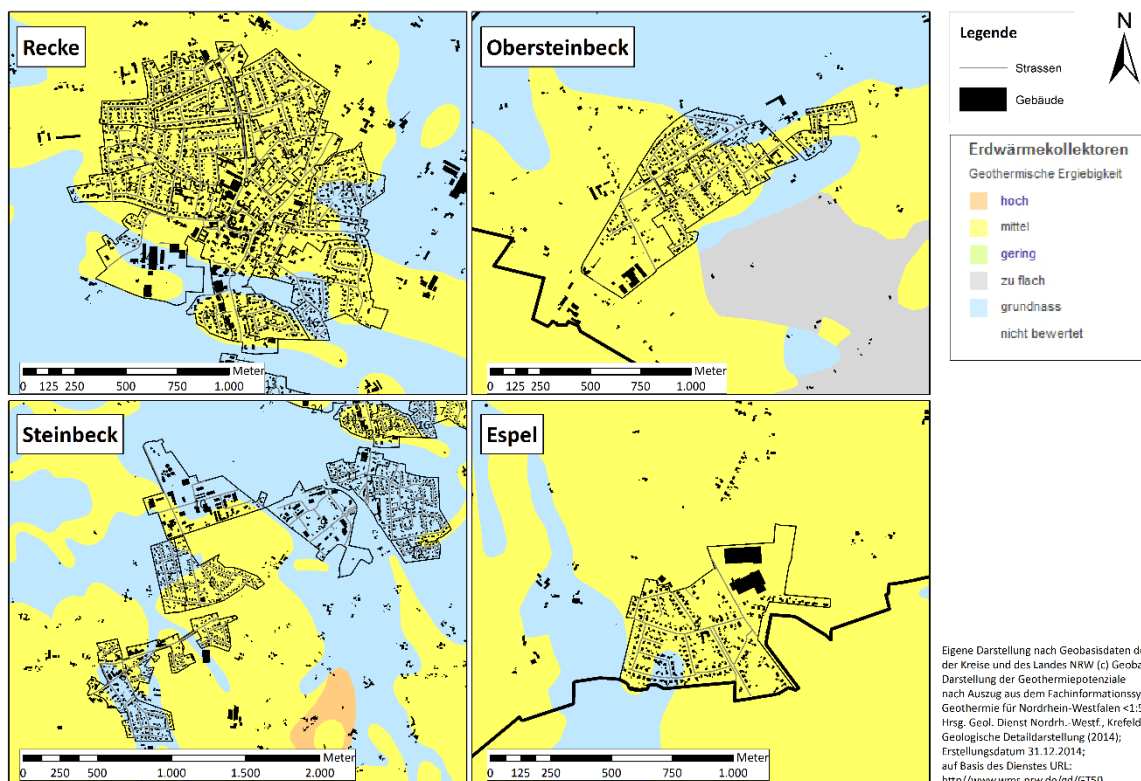 Recke
Meter
0 125 250 500 750 1.000
Obersteinbeck
1
Meter
0 125 250 500 750 1.000
Steinbeck
24
Meter
0 250 500 1.000 1.500 2.000
Espel
Meter
0 125 250 500 750 1.000
Legende
Strassen
Gebäude
N
Erdwärmekollektoren
Geothermische Ergiebigkeit
hoch
mittel
gering
zu flach
grundnass
nicht bewertet
Eigene Darstellung nach Geobasisdaten de
der Kreise und des Landes NRW (c) Geoba
Darstellung der Geothermiepotenziale
nach Auszug aus dem Fachinformationssy
Geothermie für Nordrhein-Westfalen <1:5
Hrsg. Geol. Dienst Nordrh.-Westf., Krefeld
Geologische Detaildarstellung (2014);
Erstellungsdatum 31.12.2014;
auf Basis des Dienstes URL: